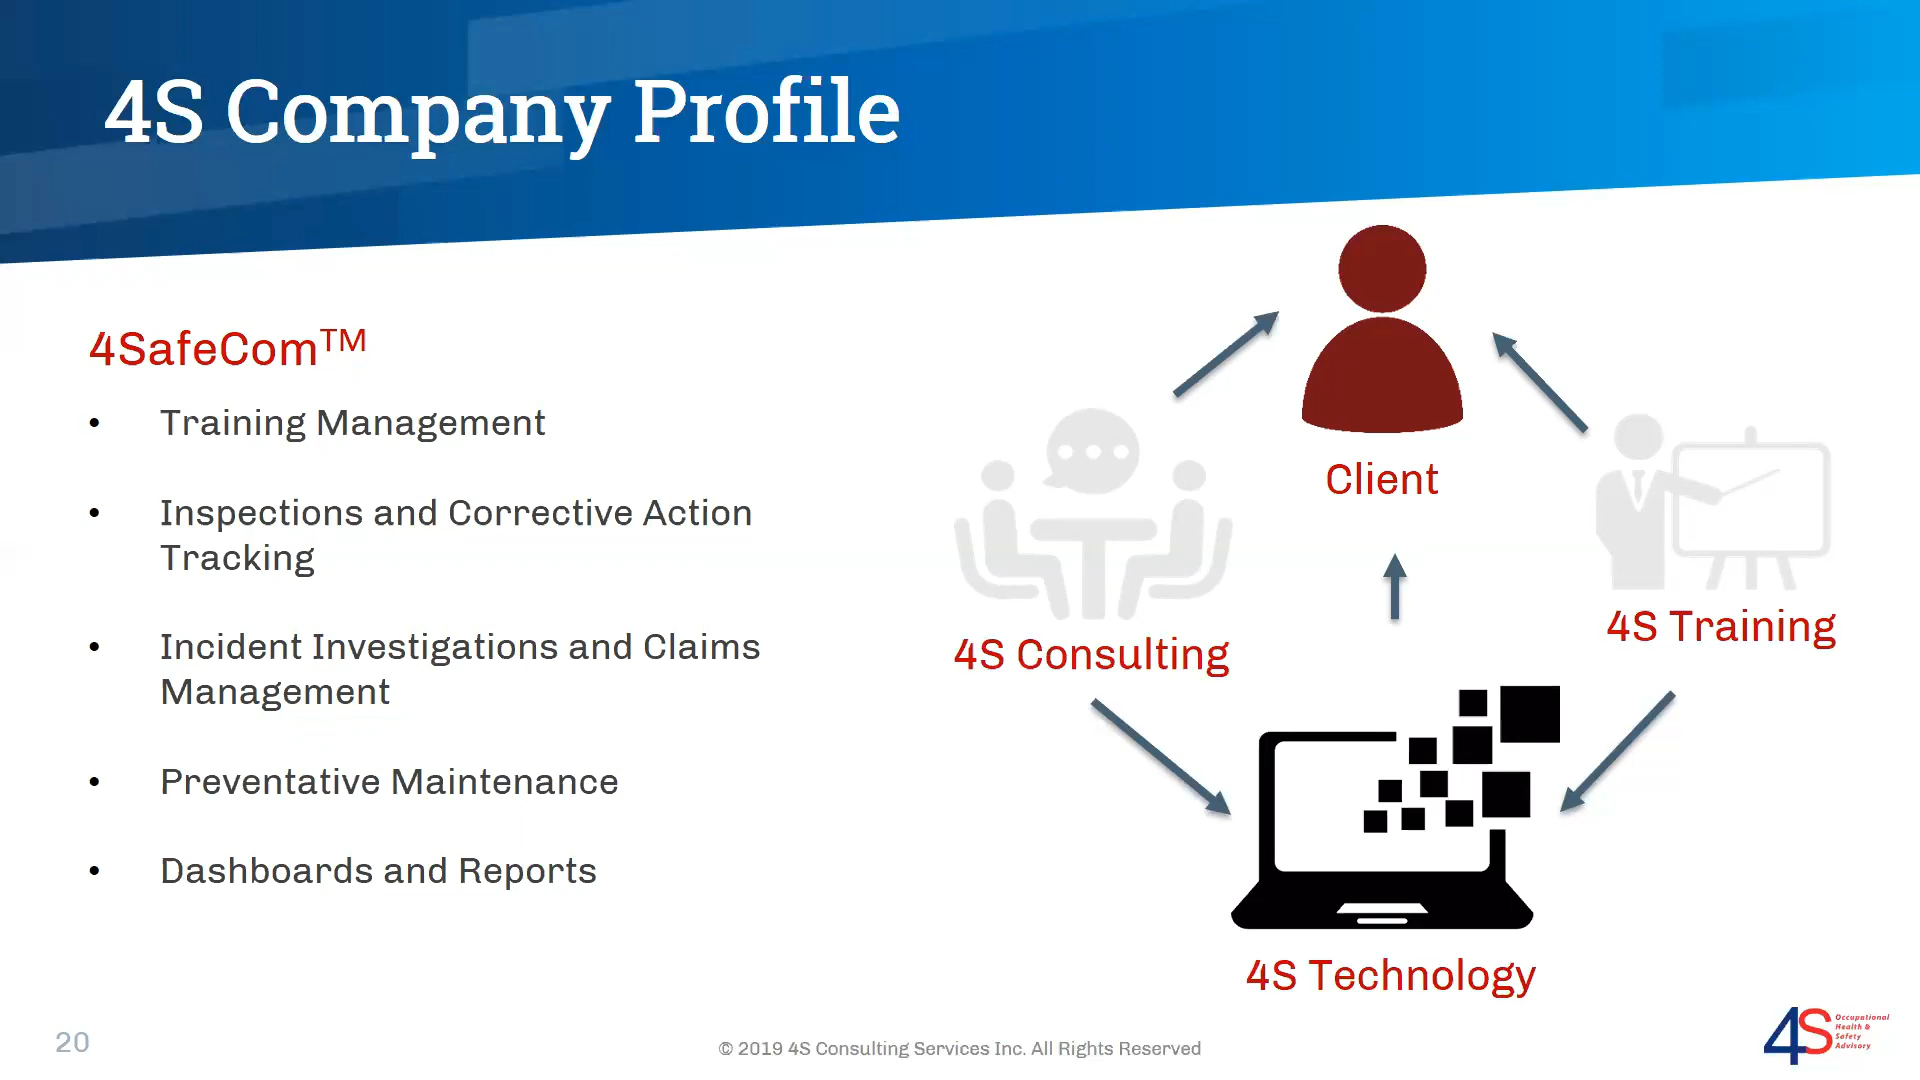 4S Company Profile
4SafeCom™
• Training Management
• Inspections and Corrective Action
Tracking
• Incident Investigations and Claims
Management
• Preventative Maintenance
• Dashboards and Reports
Client
4S Consulting
4S Training
4S Technology
20
© 2019 4S Consulting Services Inc. All Rights Reserved
4S
Occupational
Health &
Safety
Advisory